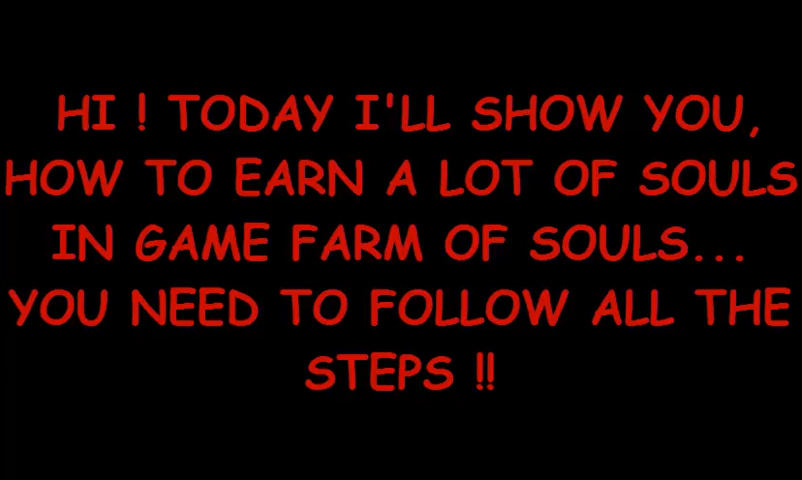 HI ! TODAY I'LL SHOW YOU,
HOW TO EARN A LOT OF SOULS
IN GAME FARM OF SOULS...
YOU NEED TO FOLLOW ALL THE
STEPS !!